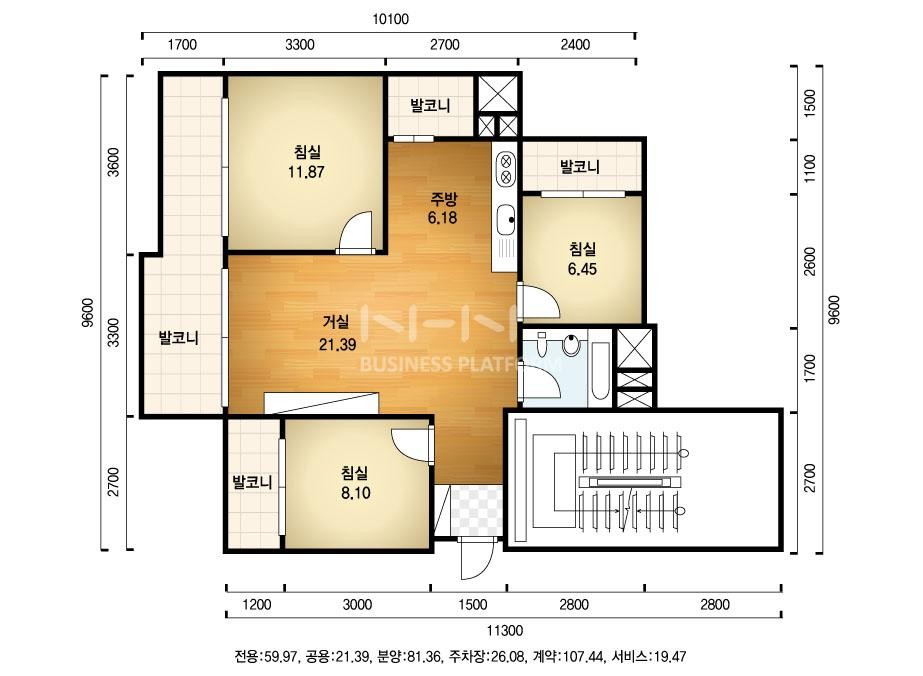 10100
1700 3300 2700 2400
발코니
1500
3600
침실
11.87
발코니
1100
주방
6.18
침실
6.45
2600
9600
3300
발코니
거실
21.39
N-HN
BUSINESS PLATFORM
1700
9600
2700
발코니
침실
8.10
2700
1200 3000 1500 2800 2800
11300
전용:59.97, 공용:21.39, 분양:81.36, 주차장:26.08, 계약:107.44, 서비스:19.47